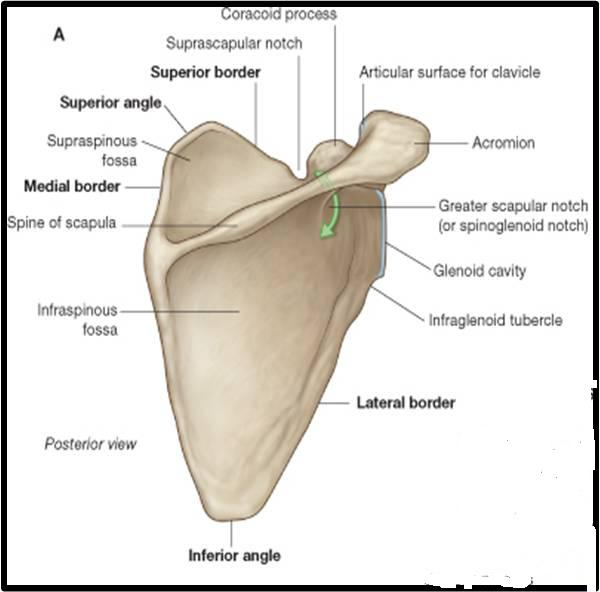 A
Coracoid process
Suprascapular notch
Superior border
Articular surface for clavicle
Superior angle
Supraspinous
fossa
Acromion
Medial border
Greater scapular notch
(or spinoglenoid notch)
Spine of scapula
Glenoid cavity
Infraspinous
fossa
Infraglenoid tubercle
Lateral border
Posterior view
Inferior angle